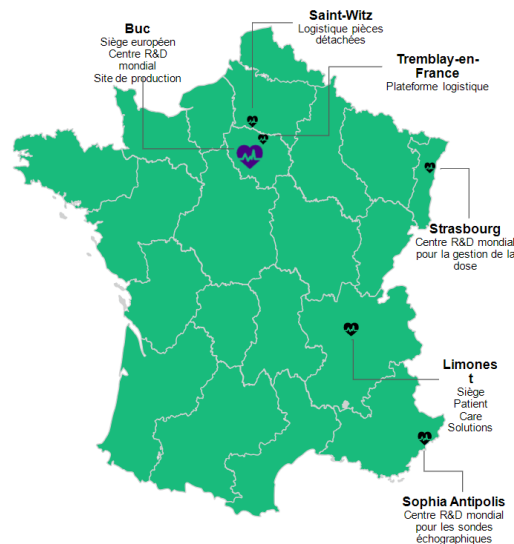 Saint-Witz
Logistique pièces
détachées
Buc
Siège européen
Centre R&D
mondial
Site de production
Tremblay-en-
France
Plateforme logistique
Strasbourg
Centre R&D mondial
pour la gestion de la
dose
Limones
t
Siège
Patient
Care
Solutions
Sophia Antipolis
Centre R&D mondial
pour les sondes
échographiques